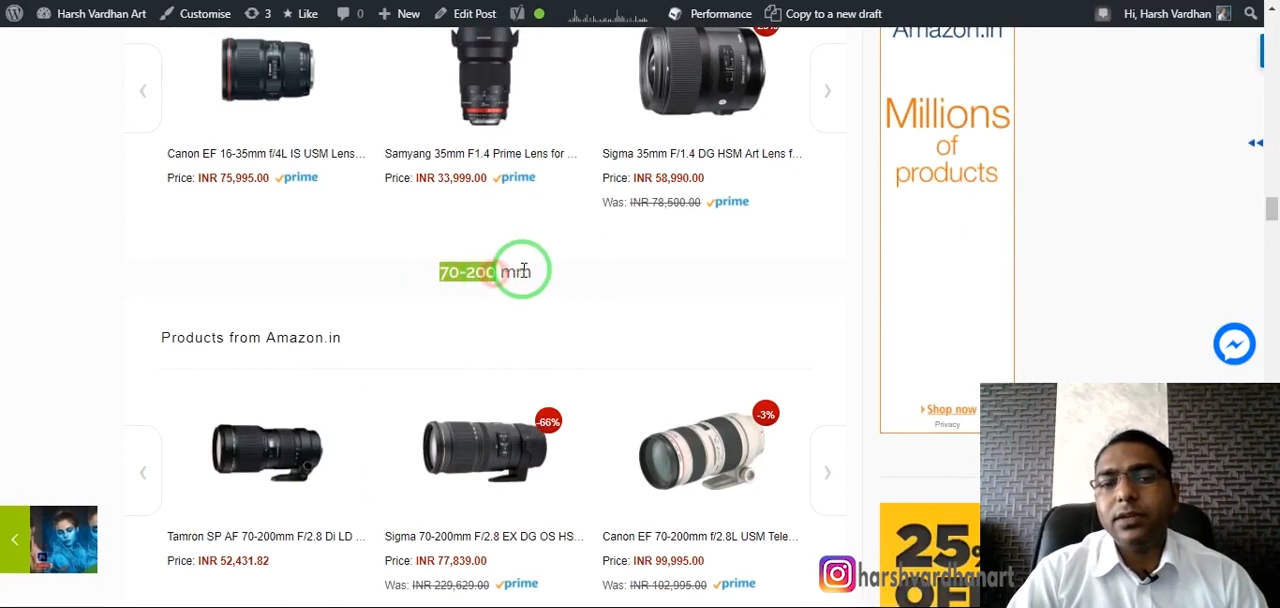 Harsh Vardhan Art Customise 3 Like 0 New Edit Post Performance Copy to a new draft Hi, Harsh Vardhan
Amazon.in
Millions
of
products
Canon EF 16-35mm f/4L IS USM Lens...
Price: INR 75,995.00 prime
Samyang 35mm F1.4 Prime Lens for ...
Price: INR 33,999.00 prime
Sigma 35mm F/1.4 DG HSM Art Lens f...
Price: INR 58,990.00
Was: INR 78,500.00 prime
70-200 mm
Products from Amazon.in
-66%
-3%
Tamron SP AF 70-200mm F/2.8 Di LD ...
Price: INR 52,431.82
Sigma 70-200mm F/2.8 EX DG OS HS...
Price: INR 77,839.00
Was: INR 229,629.00 prime
Canon EF 70-200mm f/2.8L USM Tele...
Price: INR 99,995.00
Was: INR 102,995.00 prime
Shop now
Privacy
25%
OFF
harshvardhanart